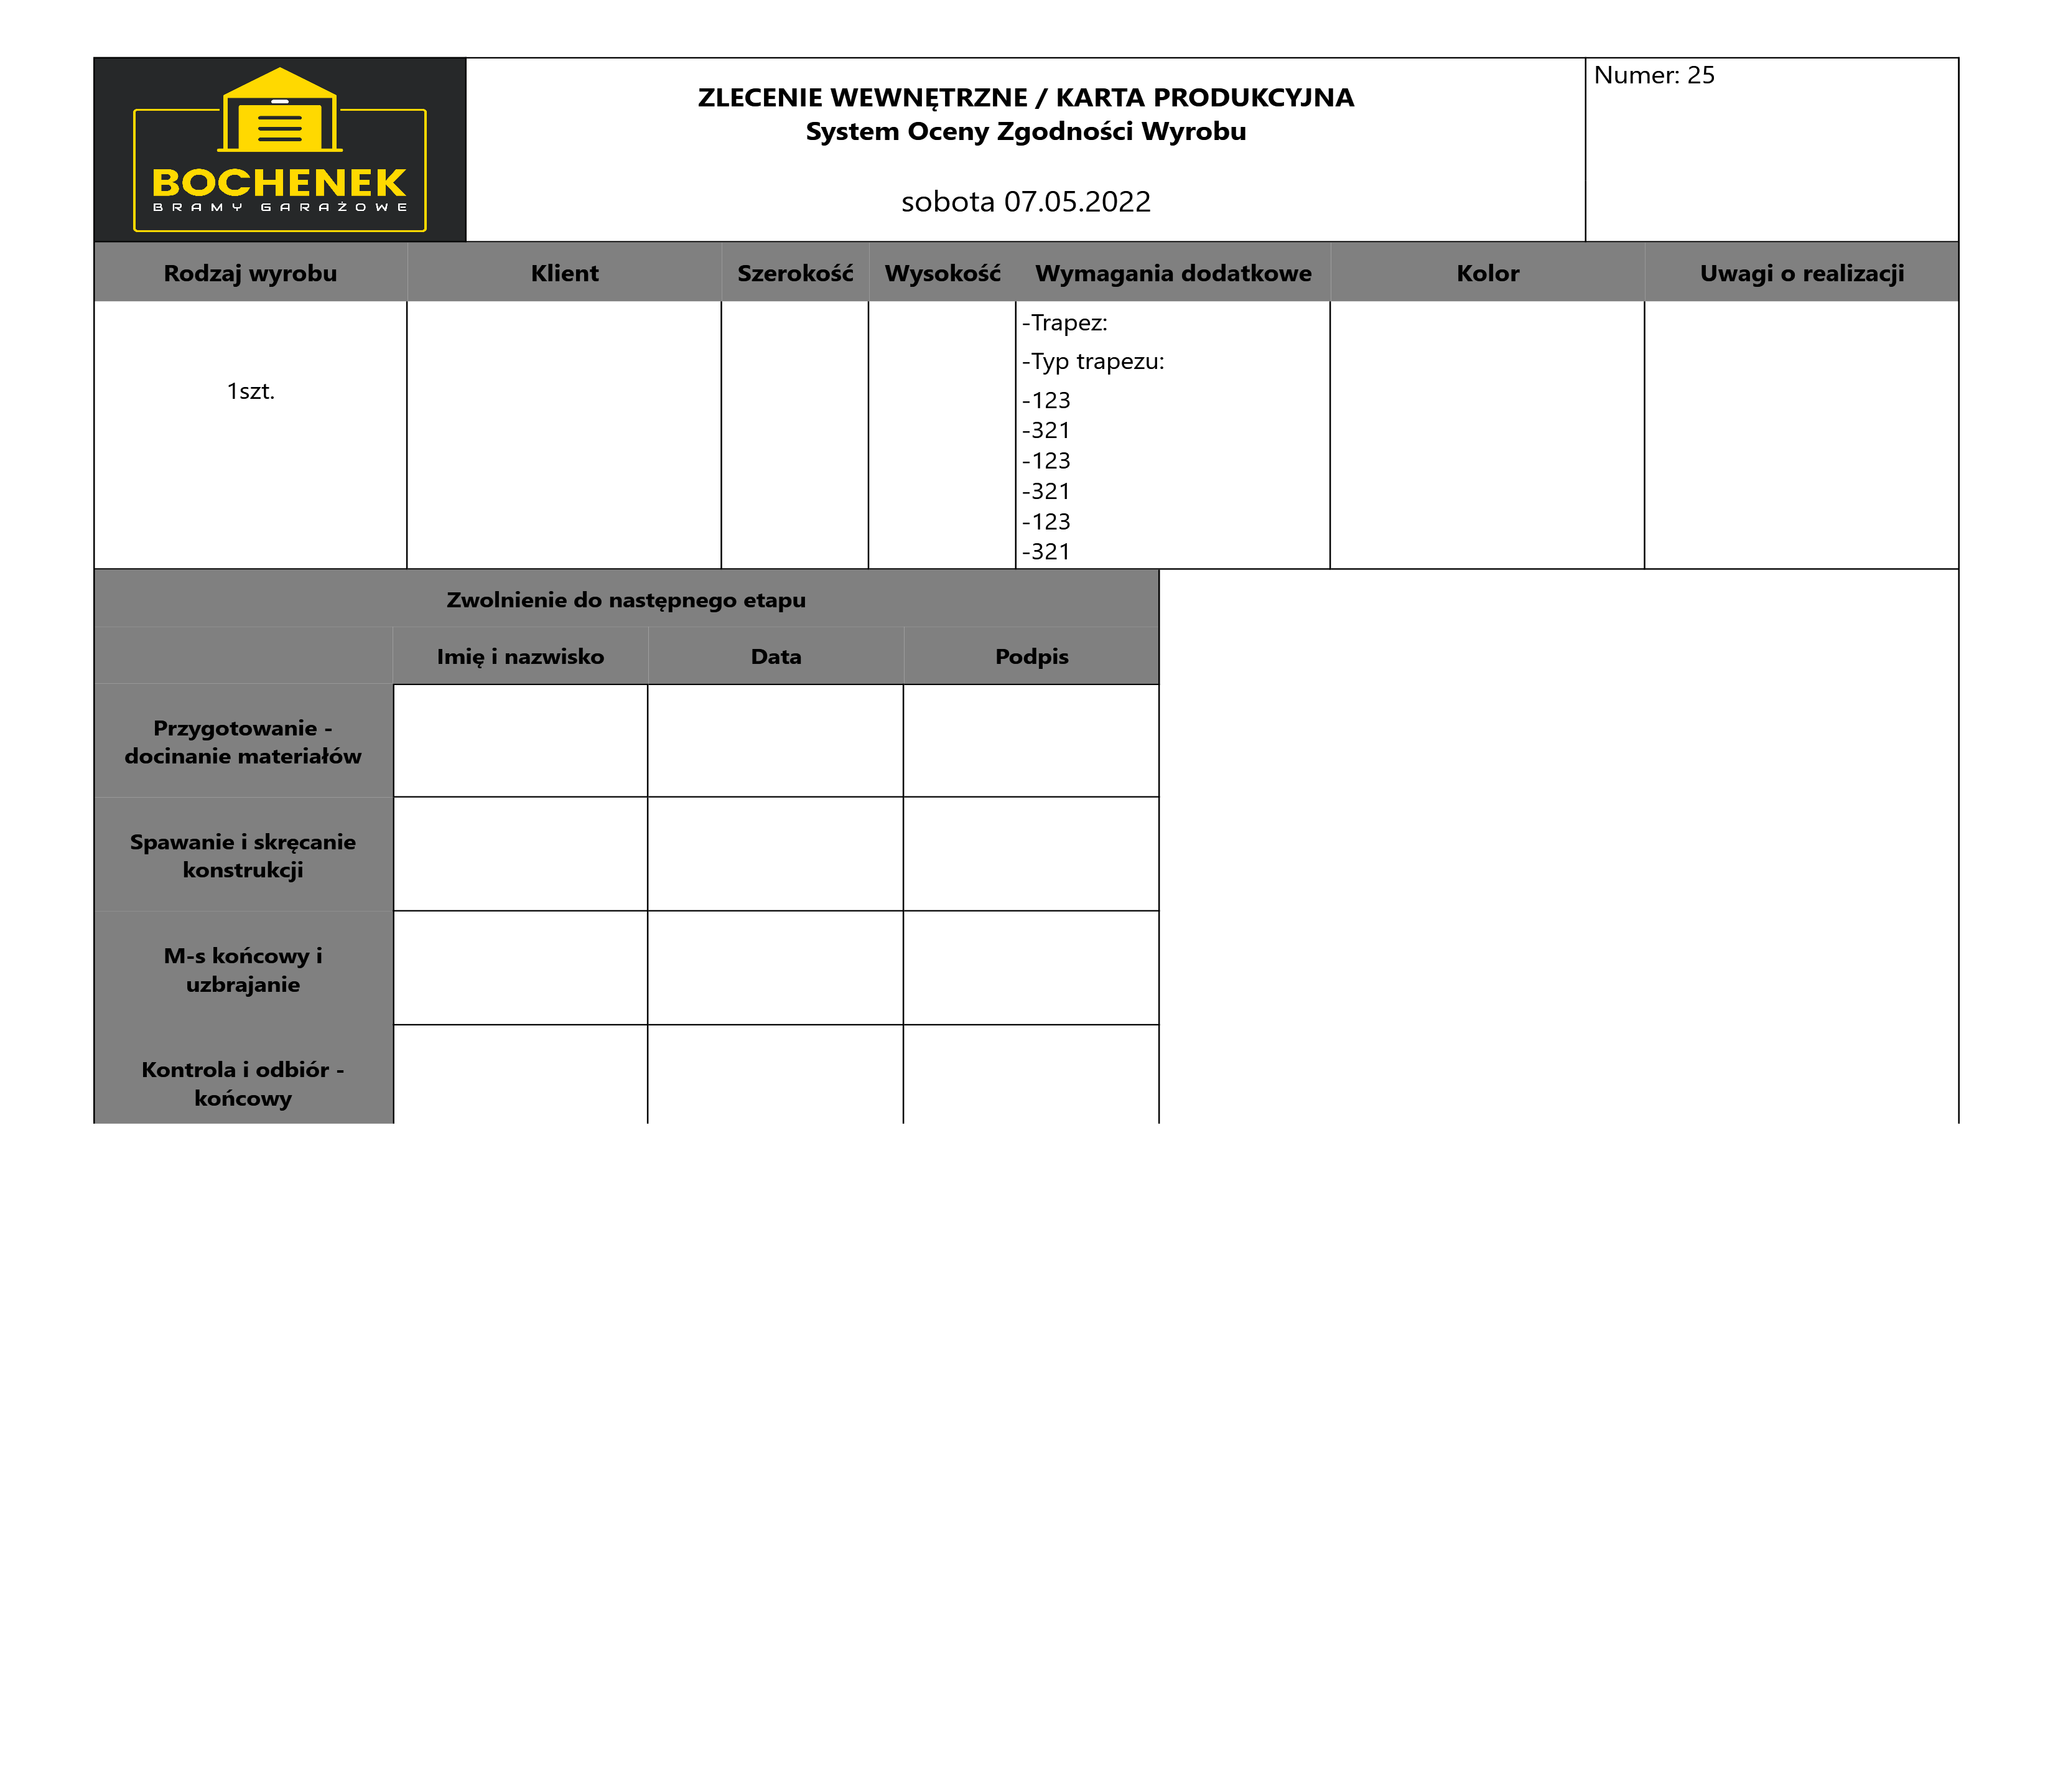 BOCHENEK
BRAMY GARAŻOWE
ZLECENIE WEWNĘTRZNE / KARTA PRODUKCYJNA
System Oceny Zgodności Wyrobu
sobota 07.05.2022
Numer: 25
Rodzaj wyrobu Klient Szerokość Wysokość Wymagania dodatkowe Kolor Uwagi o realizacji
1szt.
-Trapez:
-Typ trapezu:
-123
-321
-123
-321
-123
-321
Zwolnienie do następnego etapu
Imię i nazwisko Data Podpis
Przygotowanie -
docinanie materiałów
Spawanie i skręcanie
konstrukcji
M-s końcowy i
uzbrajanie
Kontrola i odbiór -
końcowy